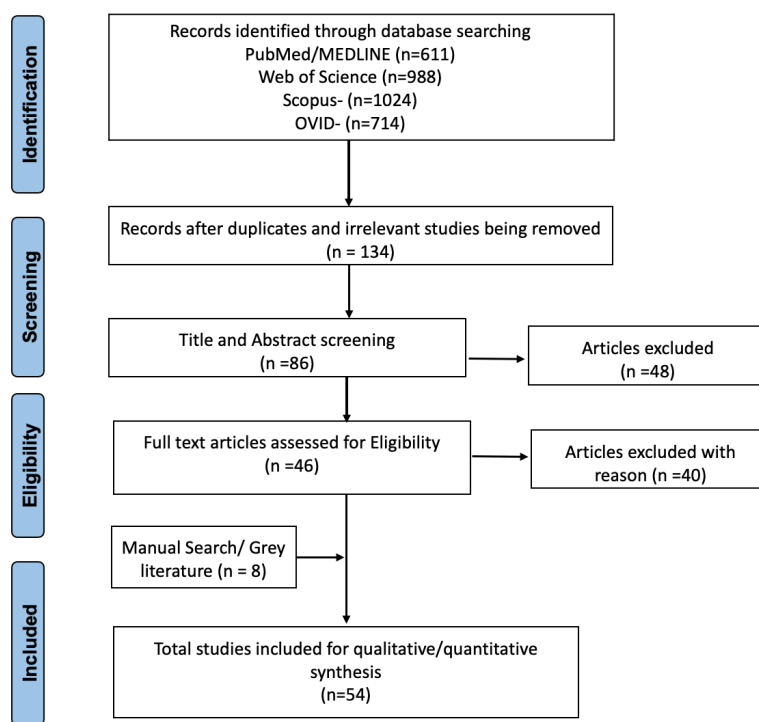 Identification
Records identified through database searching
PubMed/MEDLINE (n=611)
Web of Science (n=988)
Scopus- (n=1024)
OVID- (n=714)
Screening
Records after duplicates and irrelevant studies being removed
(n = 134)
Title and Abstract screening
(n =86)
Articles excluded
(n =48)
Eligibility
Full text articles assessed for Eligibility
(n =46)
Articles excluded with
reason (n =40)
Manual Search/ Grey
literature (n = 8)
Included
Total studies included for qualitative/quantitative
synthesis
(n=54)